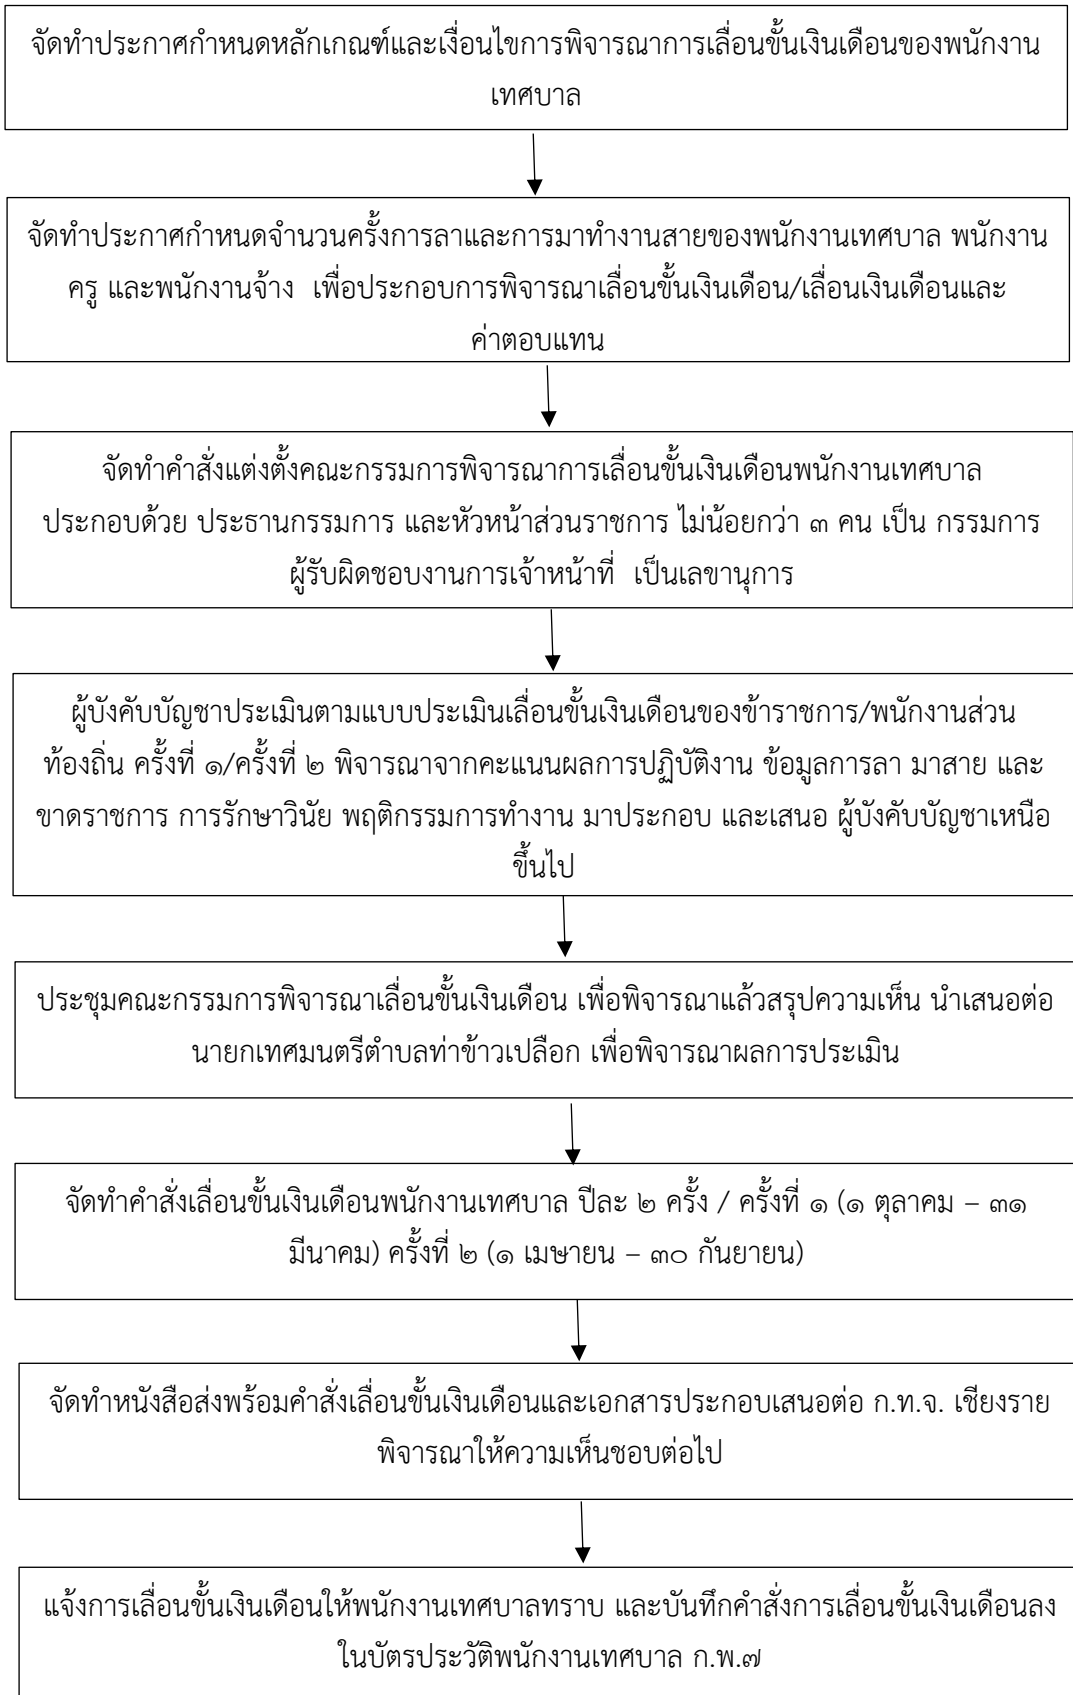 จัดทำประกาศกำหนดหลักเกณฑ์และเงื่อนไขการพิจารณาการเลื่อนขั้นเงินเดือนของพนักงาน
เทศบาล
จัดทำประกาศกำหนดจำนวนครั้งการลาและการมาทำงานสายของพนักงานเทศบาล พนักงาน
ครู และพนักงานจ้าง เพื่อประกอบการพิจารณาเลื่อนขั้นเงินเดือน/เลื่อนเงินเดือนและ
ค่าตอบแทน
จัดทำคำสั่งแต่งตั้งคณะกรรมการพิจารณาการเลื่อนขั้นเงินเดือนพนักงานเทศบาล
ประกอบด้วย ประธานกรรมการ และหัวหน้าส่วนราชการ ไม่น้อยกว่า ๓ คน เป็น กรรมการ
ผู้รับผิดชอบงานการเจ้าหน้าที่ เป็นเลขานุการ
ผู้บังคับบัญชาประเมินตามแบบประเมินเลื่อนขั้นเงินเดือนของข้าราชการ/พนักงานส่วน
ท้องถิ่น ครั้งที่ ๑/ครั้งที่ ๒ พิจารณาจากคะแนนผลการปฏิบัติงาน ข้อมูลการลา มาสาย และ
ขาดราชการ การรักษาวินัย พฤติกรรมการทำงาน มาประกอบ และเสนอ ผู้บังคับบัญชาเหนือ
ขึ้นไป
ประชุมคณะกรรมการพิจารณาเลื่อนขั้นเงินเดือน เพื่อพิจารณาแล้วสรุปความเห็น นำเสนอต่อ
นายกเทศมนตรีตำบลท่าข้าวเปลือก เพื่อพิจารณาผลการประเมิน
จัดทำคำสั่งเลื่อนขั้นเงินเดือนพนักงานเทศบาล ปีละ ๒ ครั้ง / ครั้งที่ ๑ (๑ ตุลาคม – ๓๑
มีนาคม) ครั้งที่ ๒ (๑ เมษายน – ๓๐ กันยายน)
จัดทำหนังสือส่งพร้อมคำสั่งเลื่อนขั้นเงินเดือนและเอกสารประกอบเสนอต่อ ก.ท.จ. เชียงราย
พิจารณาให้ความเห็นชอบต่อไป
แจ้งการเลื่อนขั้นเงินเดือนให้พนักงานเทศบาลทราบ และบันทึกคำสั่งการเลื่อนขั้นเงินเดือนลง
ในบัตรประวัติพนักงานเทศบาล ก.พ.๗